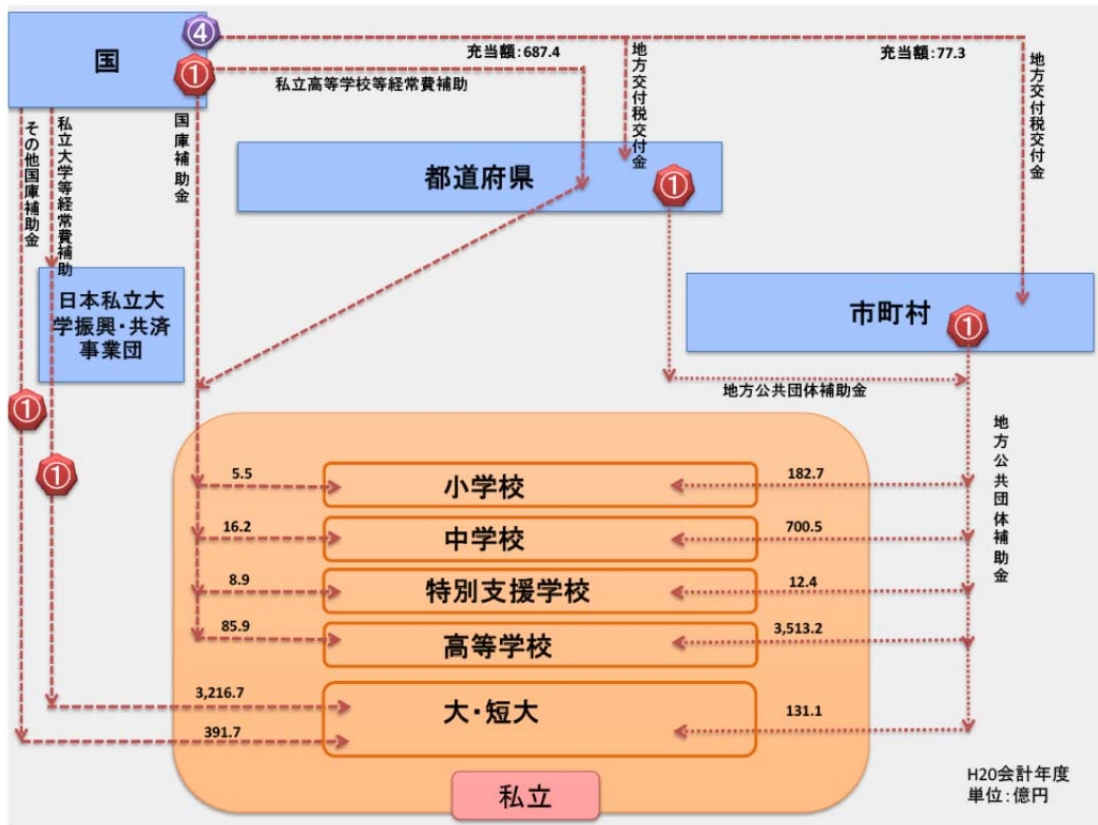 国
④
①
充当額：687.4
充当額：77.3
私立高等学校等経常費補助
地方交付税交付金
地方交付税交付金
その他国庫補助金
私立大学等経常費補助
国庫補助金
都道府県
①
日本私立大
学振興・共済
事業団
市町村
①
地方公共団体補助金
地方公共団体補助金
①
①
5.5
小学校
182.7
16.2
中学校
700.5
8.9
特別支援学校
12.4
85.9
高等学校
3,513.2
3,216.7
大・短大
131.1
391.7
私立
H20会計年度
単位：億円